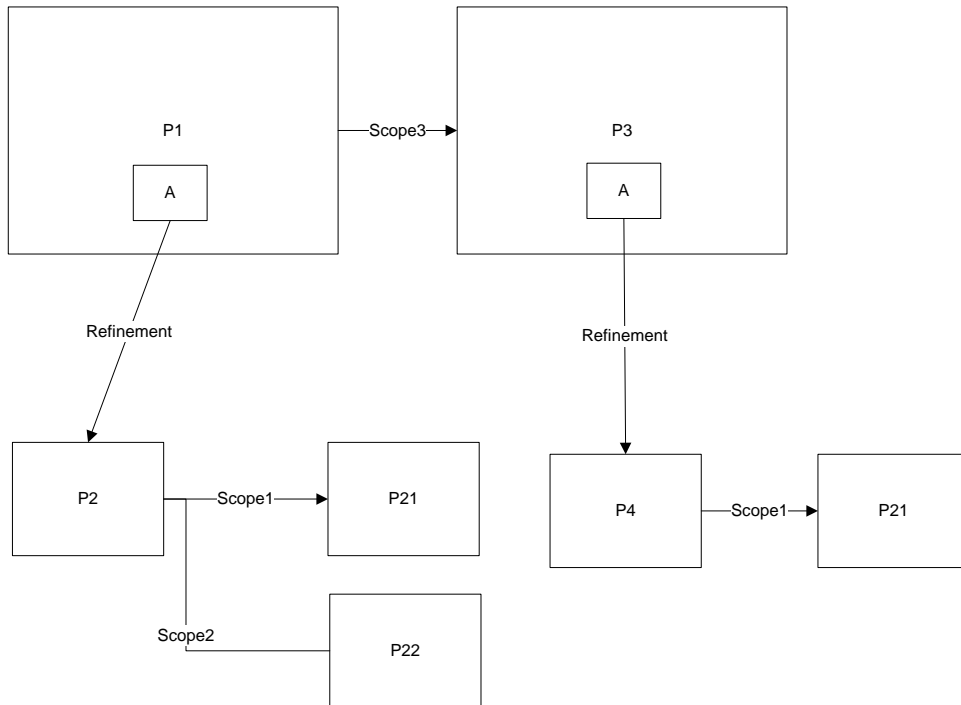 P1
Scope3
P3
A
A
Refinement
Refinement
P2
Scope1
P21
P4
Scope1
P21
Scope2
P22